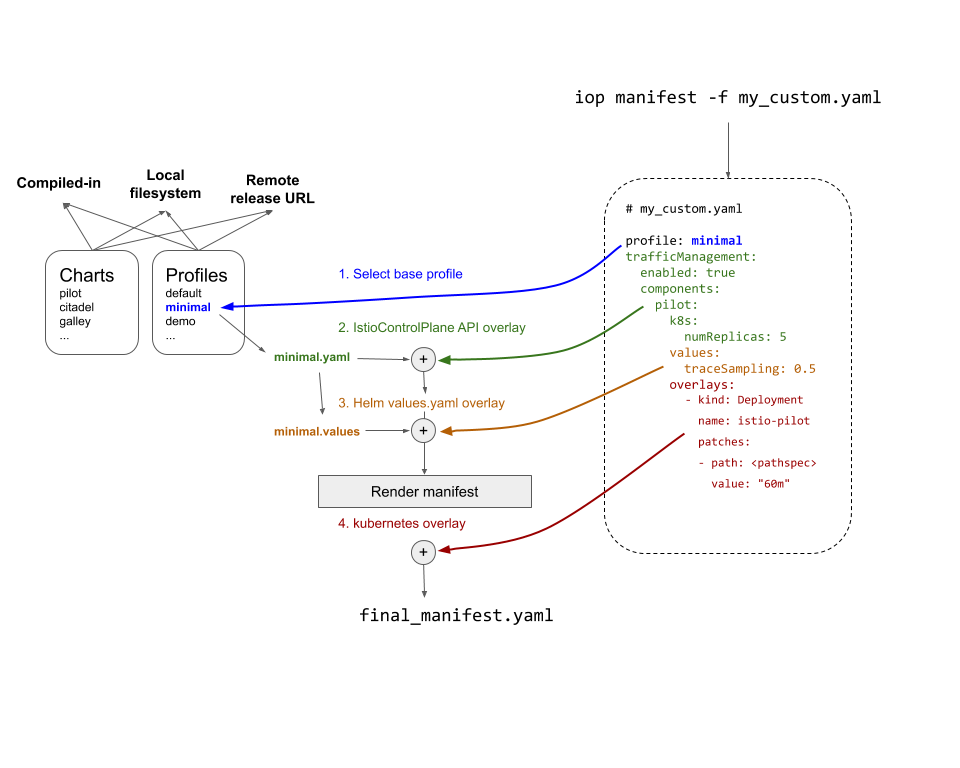 iop manifest -f my_custom.yaml
Compiled-in
Local
filesystem
Remote
release URL
Charts
pilot
citadel
galley
...
Profiles
default
minimal
demo
...
1. Select base profile
2. IstioControlPlane API overlay
minimal.yaml
+
3. Helm values.yaml overlay
minimal.values
+
Render manifest
4. kubernetes overlay
+
final_manifest.yaml
# my_custom.yaml
profile: minimal
trafficManagement:
enabled: true
components:
pilot:
k8s:
numReplicas: 5
values:
traceSampling: 0.5
overlays:
- kind: Deployment
name: istio-pilot
patches:
- path: <pathspec>
value: "60m"